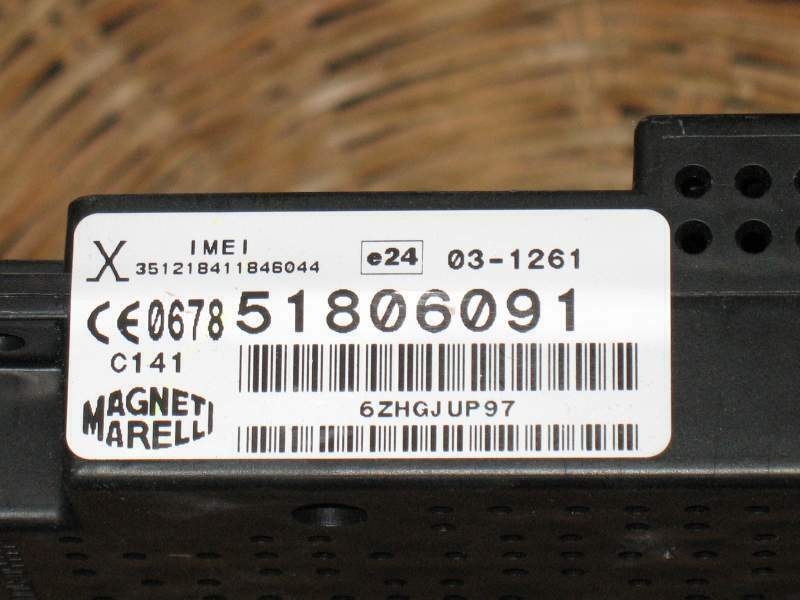 X IMEI
351218411846044
e24 03-1261
CE0678 51806091
C141
6ZHGJUP97
MAGNETI
MARELLI